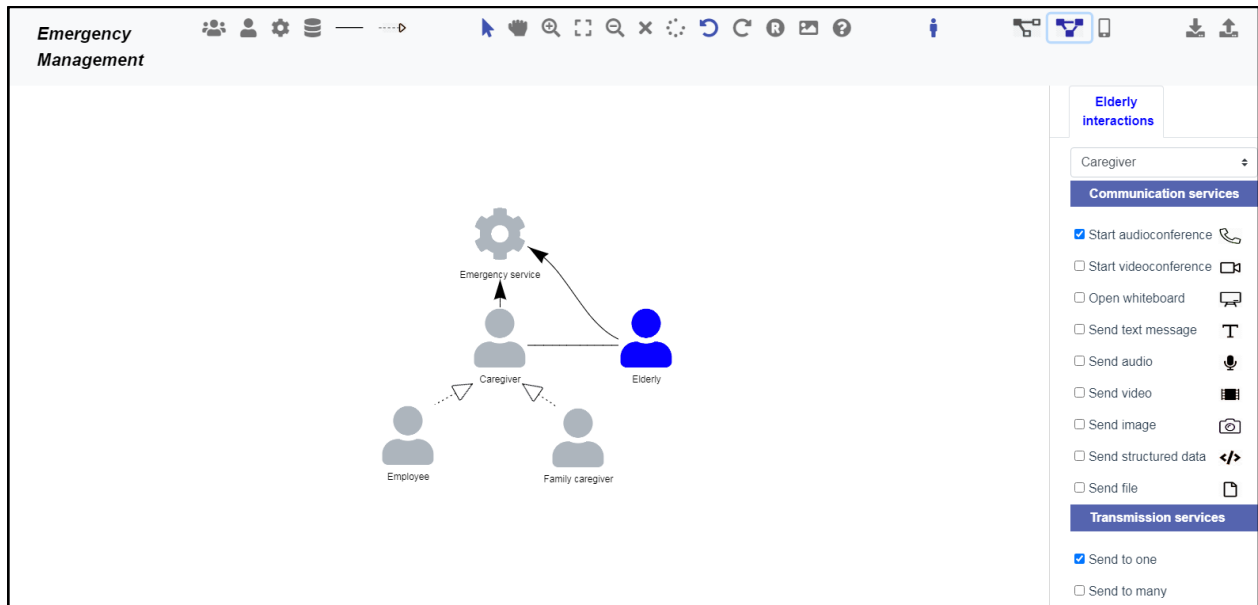 Emergency
Management
Elderly
interactions
Caregiver
Communication services
Start audioconference
Start videoconference
Open whiteboard
Send text message
Send audio
Send video
Send image
Send structured data
Send file
Transmission services
Send to one
Send to many
Emergency service
Caregiver
Elderly
Employee
Family caregiver